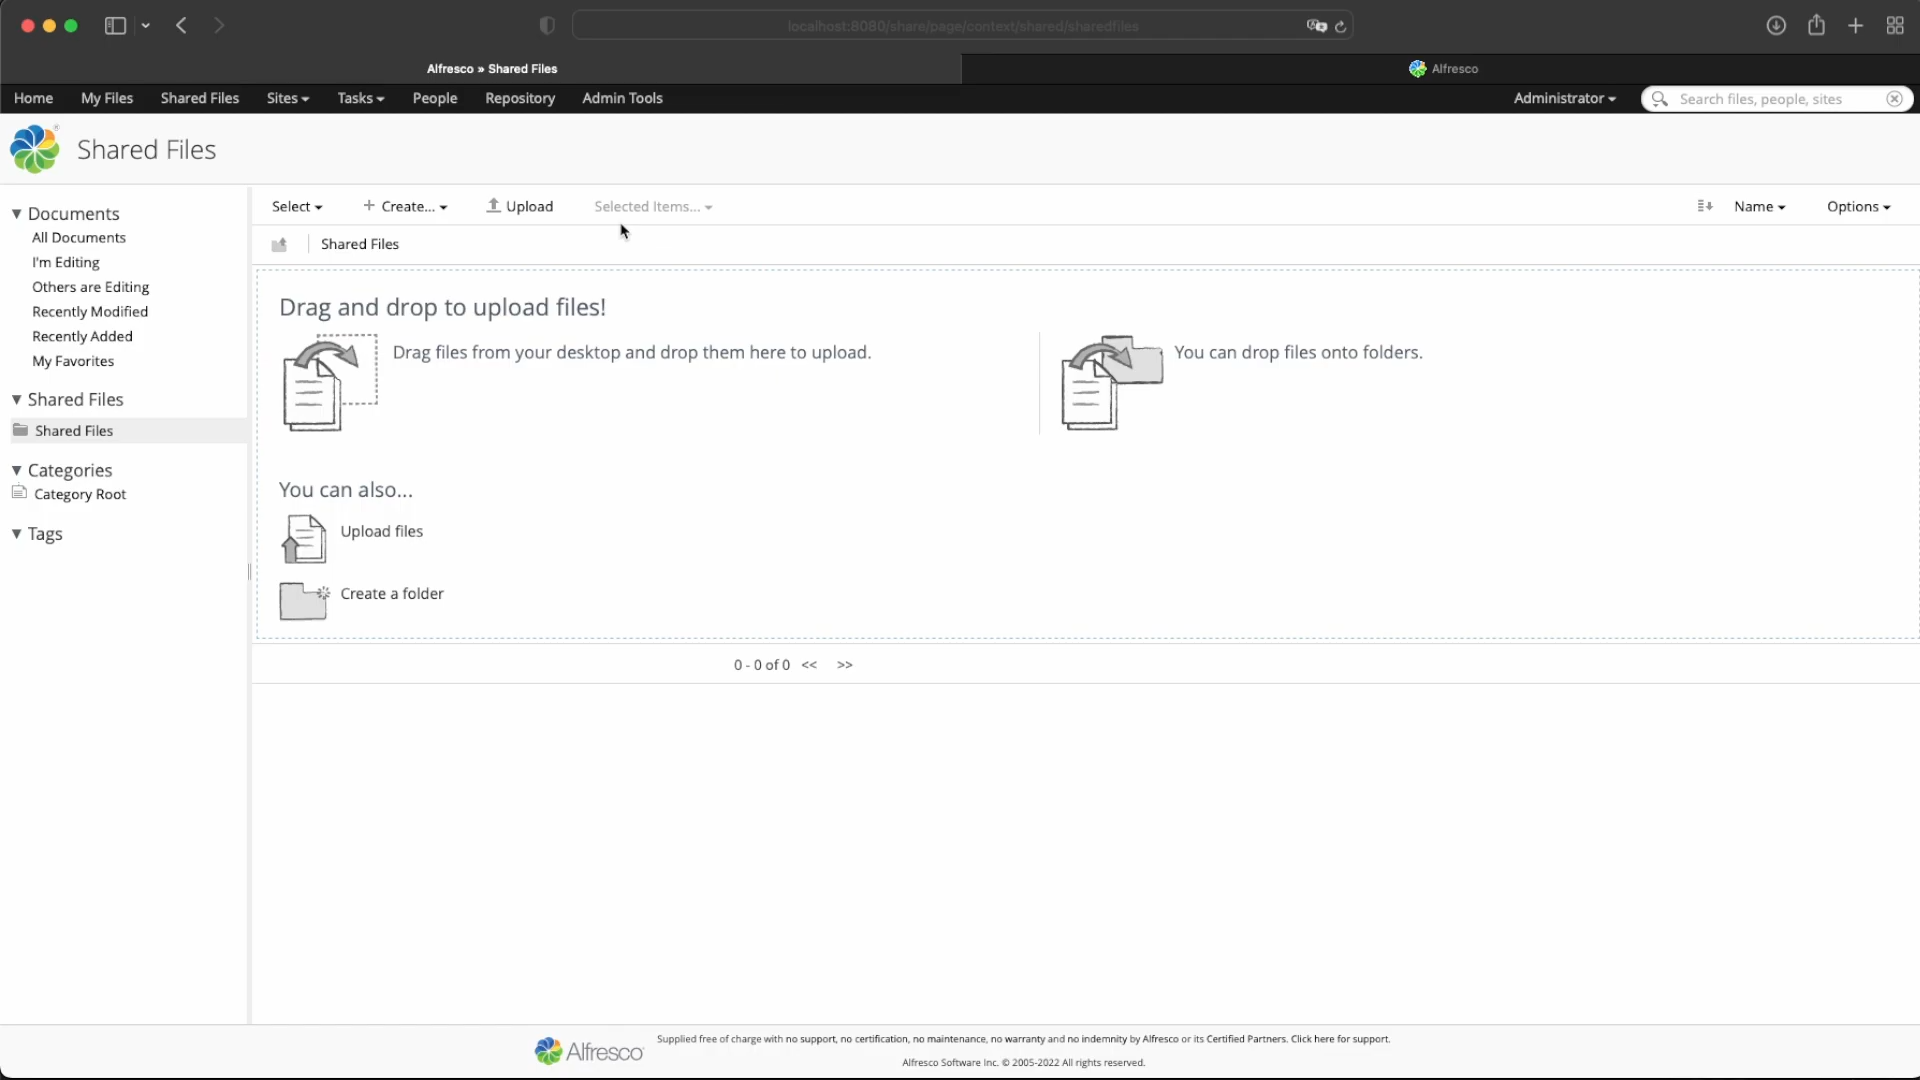 localhost:8080/share/page/context/shared/sharedfiles
Alfresco » Shared Files
Alfresco
Home My Files Shared Files Sites Tasks People Repository Admin Tools Administrator Search files, people, sites
Shared Files
Documents
All Documents
I'm Editing
Others are Editing
Recently Modified
Recently Added
My Favorites
Shared Files
Shared Files
Categories
Category Root
Tags
Select + Create... Upload Selected Items... Name Options
Shared Files
Drag and drop to upload files!
Drag files from your desktop and drop them here to upload.
You can drop files onto folders.
You can also...
Upload files
Create a folder
0 - 0 of 0 << >>
Alfresco
Supplied free of charge with no support, no certification, no maintenance, no warranty and no indemnity by Alfresco or its Certified Partners. Click here for support.
Alfresco Software Inc. © 2005-2022 All rights reserved.